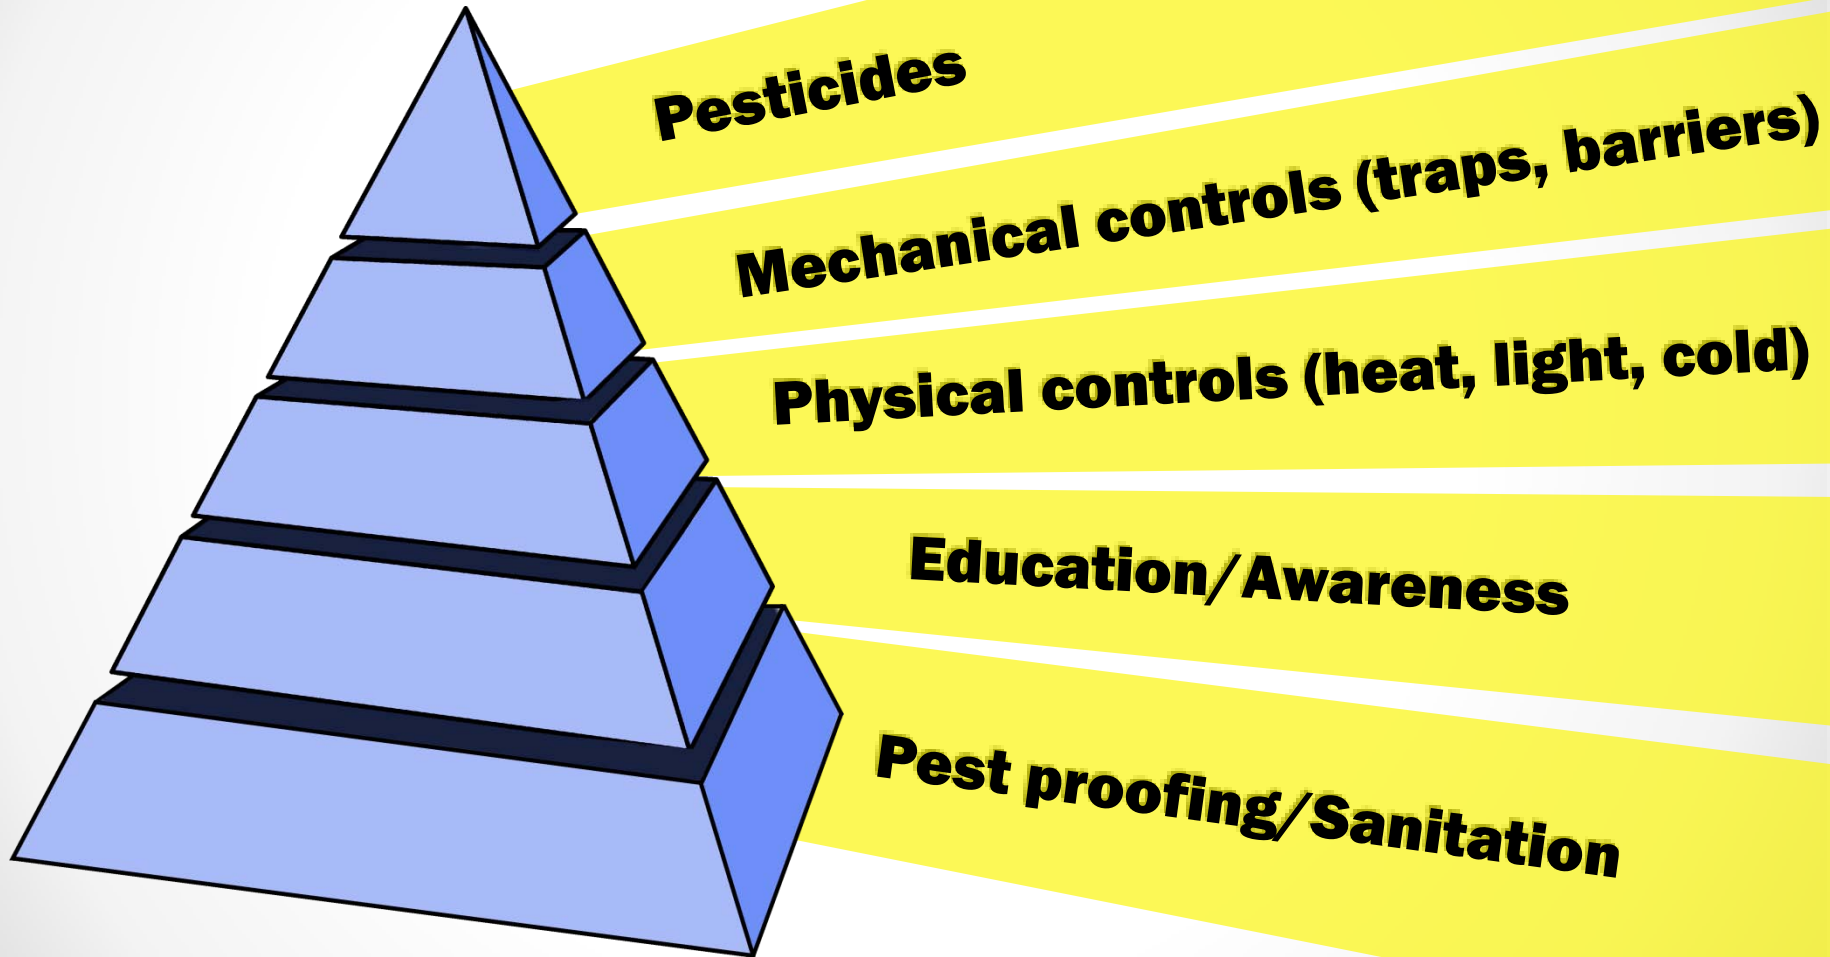 Pesticides
Mechanical controls (traps, barriers)
Physical controls (heat, light, cold)
Education/Awareness
Pest proofing/Sanitation